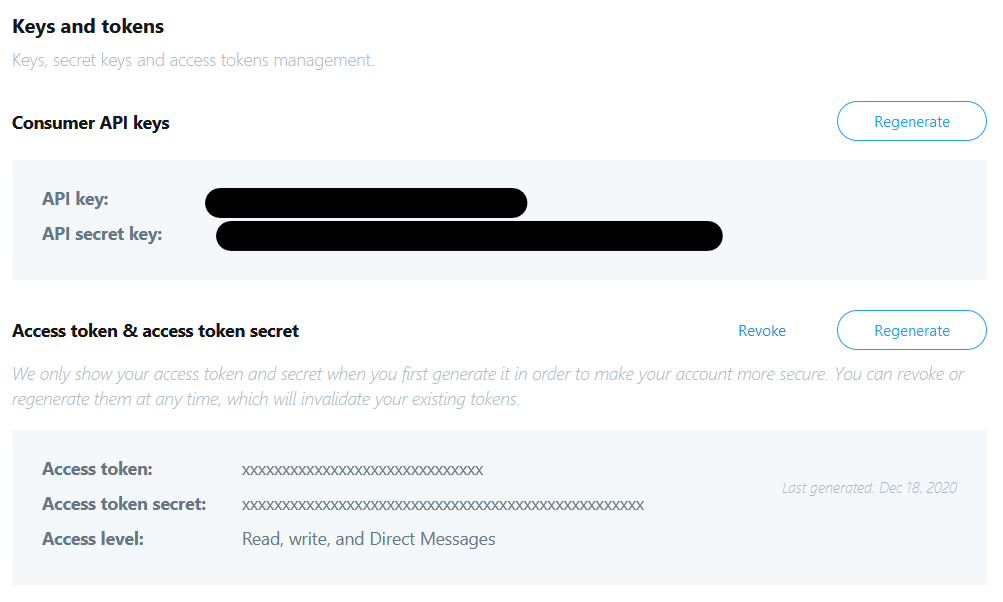 Keys and tokens
Keys, secret keys and access tokens management.
Consumer API keys
Regenerate
API key:
API secret key:
Access token & access token secret
Revoke
Regenerate
We only show your access token and secret when you first generate it in order to make your account more secure. You can revoke or
regenerate them at any time, which will invalidate your existing tokens.
Access token: xxxxxxxxxxxxxxxxxxxxxxxxxxxxxx
Last generated: Dec 18, 2020
Access token secret: xxxxxxxxxxxxxxxxxxxxxxxxxxxxxxxxxxxxxxxxxxxxxxxxxx
Access level: Read, write, and Direct Messages